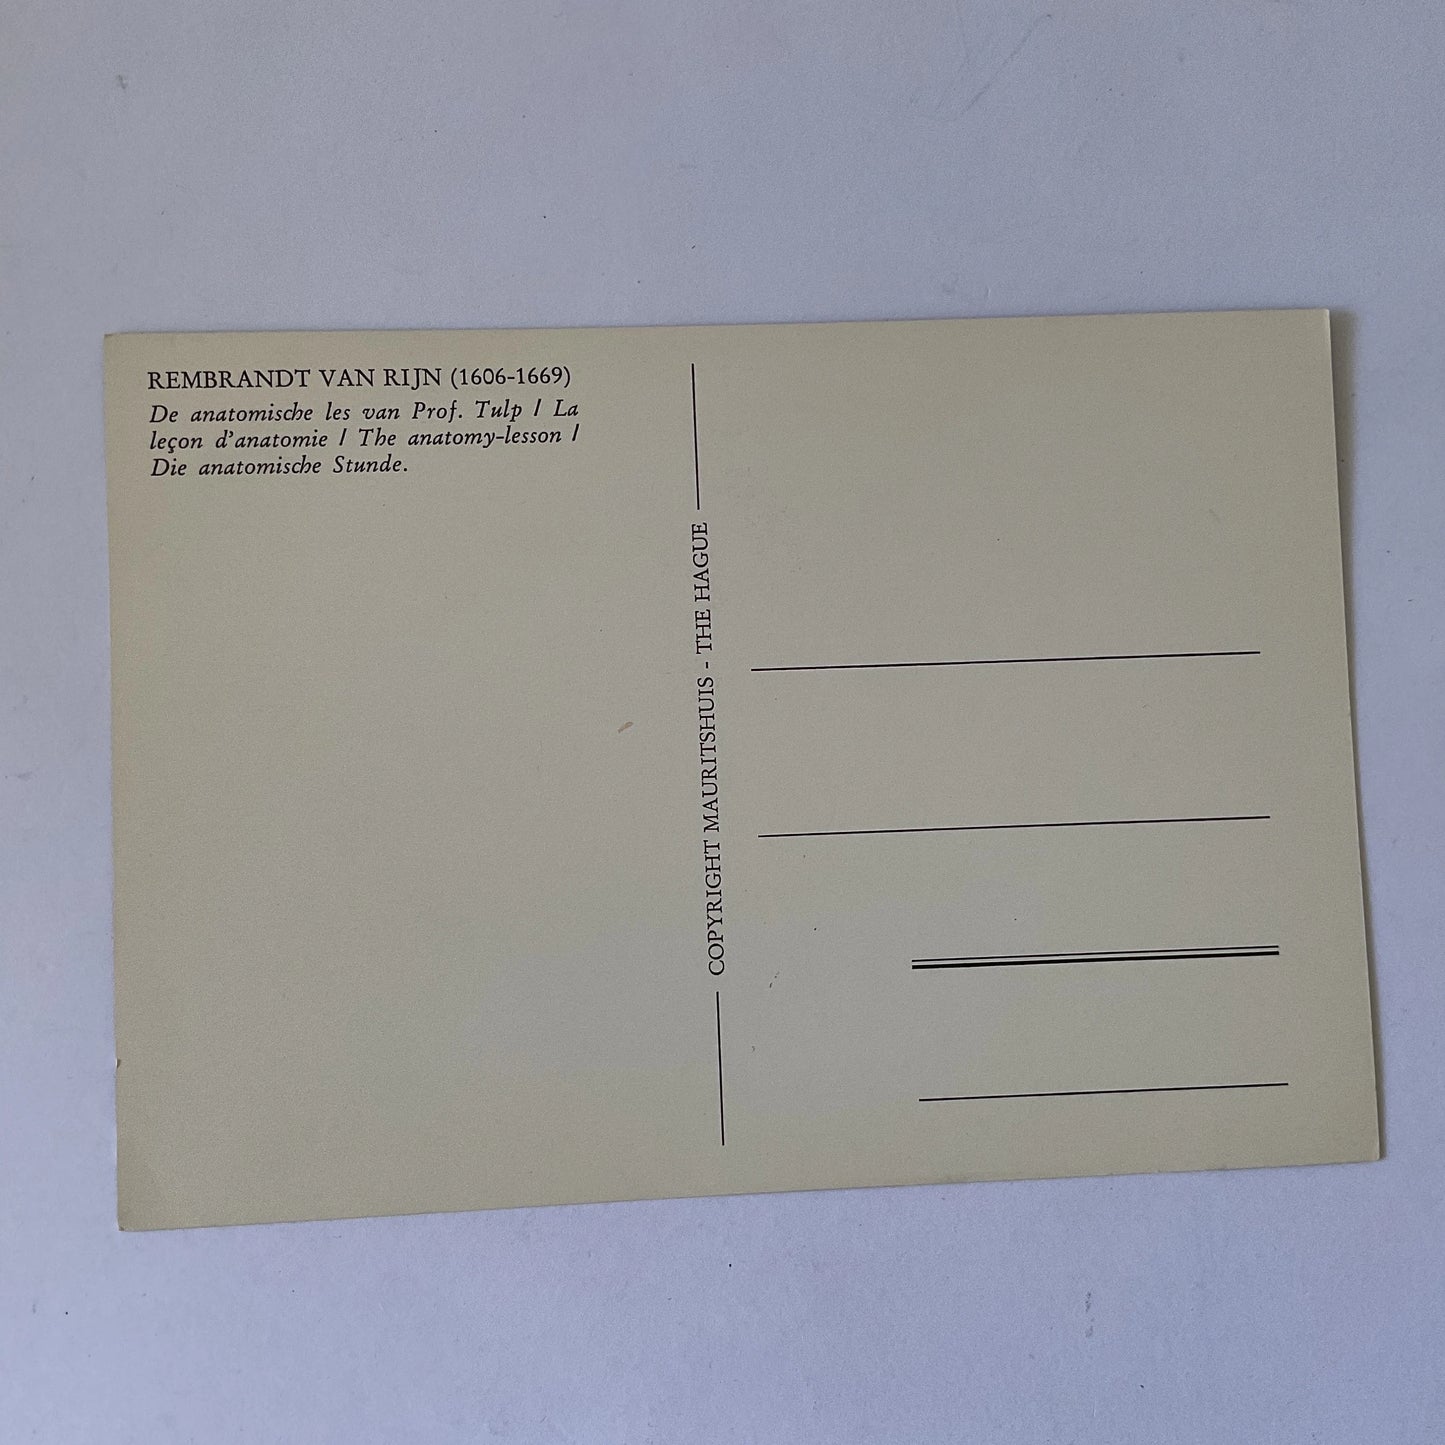 REMBRANDT VAN RIJN (1606-1669)
De anatomische les van Prof. Tulp / La
leçon d'anatomie / The anatomy-lesson /
Die anatomische Stunde.
COPYRIGHT MAURITSHUIS - THE HAGUE